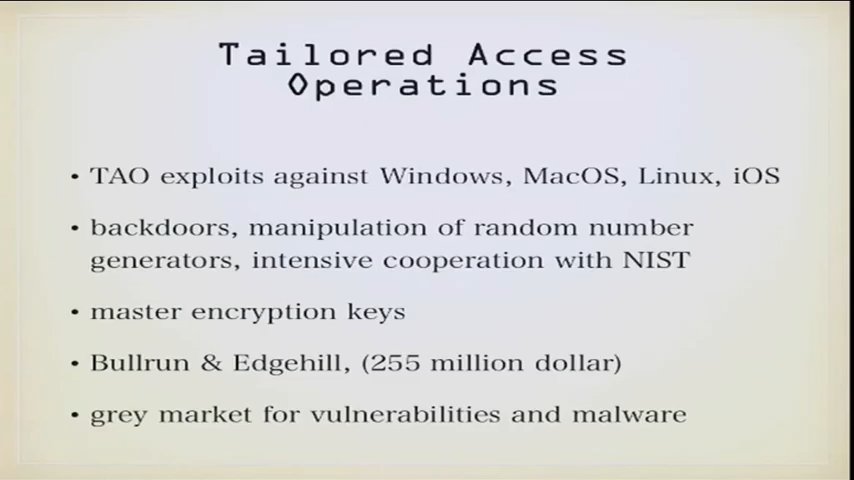 Tailored Access
Operations
• TAO exploits against Windows, MacOS, Linux, iOS
• backdoors, manipulation of random number
generators, intensive cooperation with NIST
• master encryption keys
• Bullrun & Edgehill, (255 million dollar)
• grey market for vulnerabilities and malware